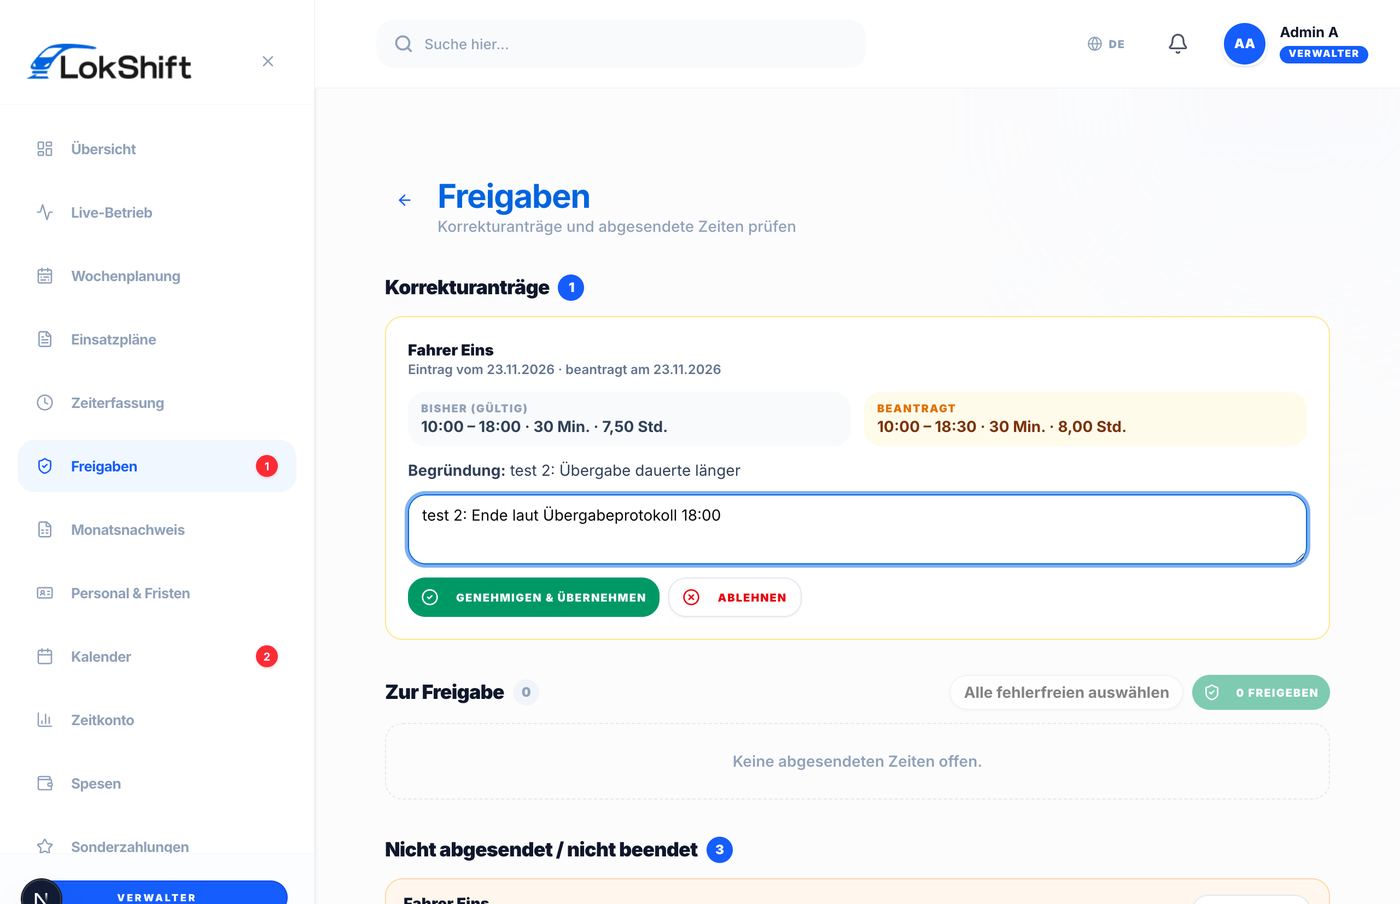 LokShift
Suche hier...
DE
AA
Admin A
VERWALTER
Übersicht
Live-Betrieb
Wochenplanung
Einsatzpläne
Zeiterfassung
Freigaben
1
Monatsnachweis
Personal & Fristen
Kalender
2
Zeitkonto
Spesen
Sonderzahlungen
N
VERWALTER
Freigaben
Korrekturanträge und abgesendete Zeiten prüfen
Korrekturanträge 1
Fahrer Eins
Eintrag vom 23.11.2026 · beantragt am 23.11.2026
BISHER (GÜLTIG)
10:00 – 18:00 · 30 Min. · 7,50 Std.
BEANTRAGT
10:00 – 18:30 · 30 Min. · 8,00 Std.
Begründung: test 2: Übergabe dauerte länger
test 2: Ende laut Übergabeprotokoll 18:00
GENEHMIGEN & ÜBERNEHMEN
ABLEHNEN
Zur Freigabe 0
Alle fehlerfreien auswählen
0 FREIGEBEN
Keine abgesendeten Zeiten offen.
Nicht abgesendet / nicht beendet 3
Fahrer Eins